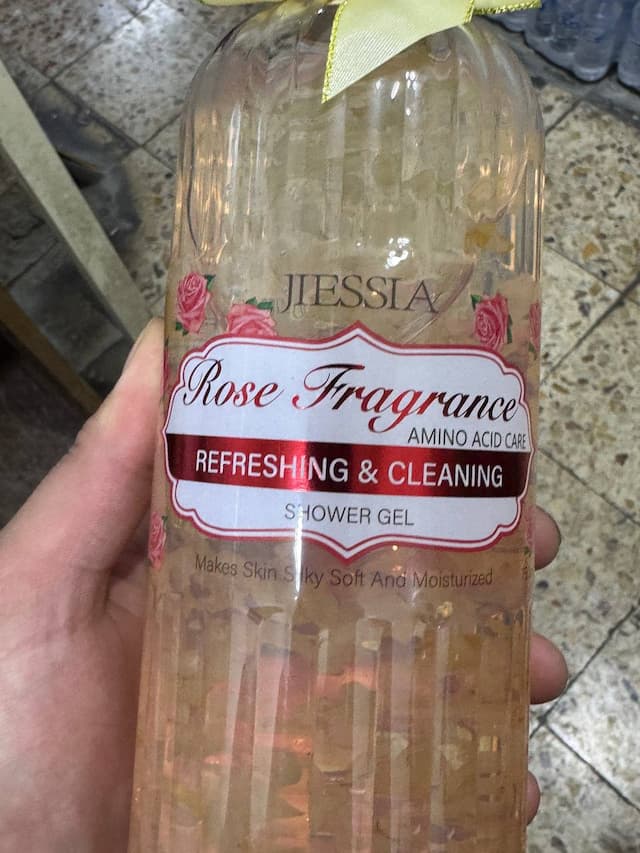 JIESSIA
Rose Fragrance
AMINO ACID CARE
REFRESHING & CLEANING
SHOWER GEL
Makes Skin Silky Soft And Moisturized